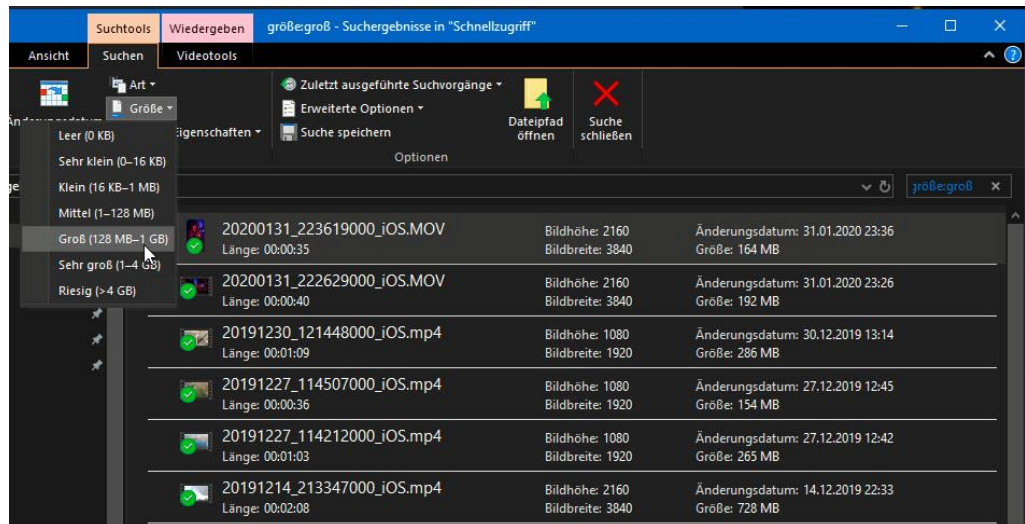 Suchtools Wiedergeben größe:groß - Suchergebnisse in "Schnellzugriff"
Ansicht Suchen Videotools
Art
Größe
Eigenschaften
Zuletzt ausgeführte Suchvorgänge
Erweiterte Optionen
Suche speichern
Dateipfad öffnen
Suche schließen
Optionen
Leer (0 KB)
Sehr klein (0–16 KB)
Klein (16 KB–1 MB)
Mittel (1–128 MB)
Groß (128 MB–1 GB)
Sehr groß (1–4 GB)
Riesig (>4 GB)
größe:groß
20200131_223619000_iOS.MOV Bildhöhe: 2160 Änderungsdatum: 31.01.2020 23:36
Länge: 00:00:35 Bildbreite: 3840 Größe: 164 MB
20200131_222629000_iOS.MOV Bildhöhe: 2160 Änderungsdatum: 31.01.2020 23:26
Länge: 00:00:40 Bildbreite: 3840 Größe: 192 MB
20191230_121448000_iOS.mp4 Bildhöhe: 1080 Änderungsdatum: 30.12.2019 13:14
Länge: 00:01:09 Bildbreite: 1920 Größe: 286 MB
20191227_114507000_iOS.mp4 Bildhöhe: 1080 Änderungsdatum: 27.12.2019 12:45
Länge: 00:00:36 Bildbreite: 1920 Größe: 154 MB
20191227_114212000_iOS.mp4 Bildhöhe: 1080 Änderungsdatum: 27.12.2019 12:42
Länge: 00:01:03 Bildbreite: 1920 Größe: 265 MB
20191214_213347000_iOS.mp4 Bildhöhe: 2160 Änderungsdatum: 14.12.2019 22:33
Länge: 00:02:08 Bildbreite: 3840 Größe: 728 MB